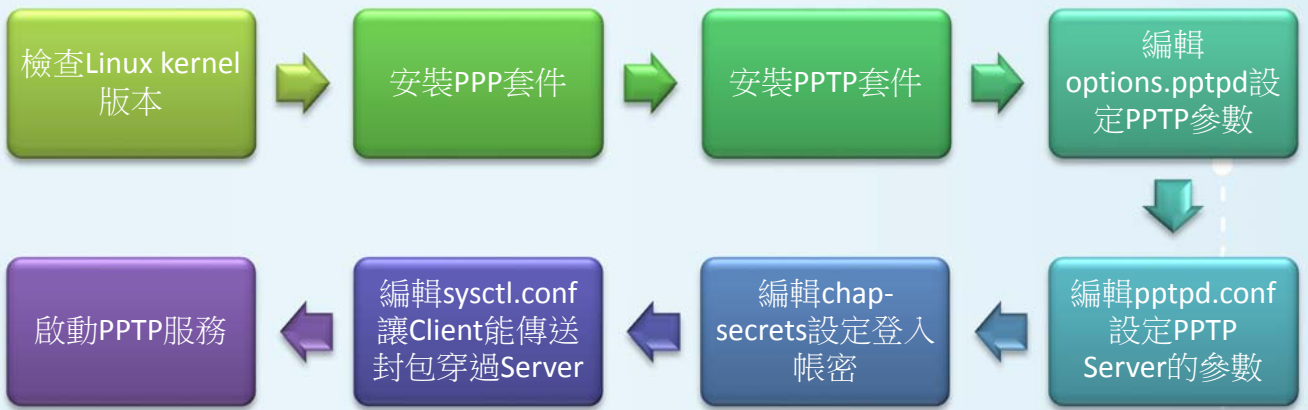 檢查Linux kernel
版本
安裝PPP套件
安裝PPTP套件
編輯
options.pptpd設
定PPTP參數
編輯pptpd.conf
設定PPTP
Server的參數
編輯chap-
secrets設定登入
帳密
編輯sysctl.conf
讓Client能傳送
封包穿過Server
啟動PPTP服務